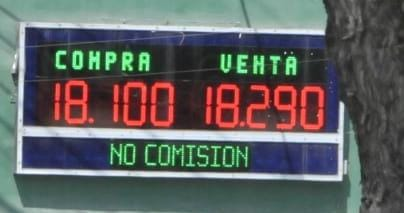 COMPRA VENTA
18.100 18.290
NO COMISION